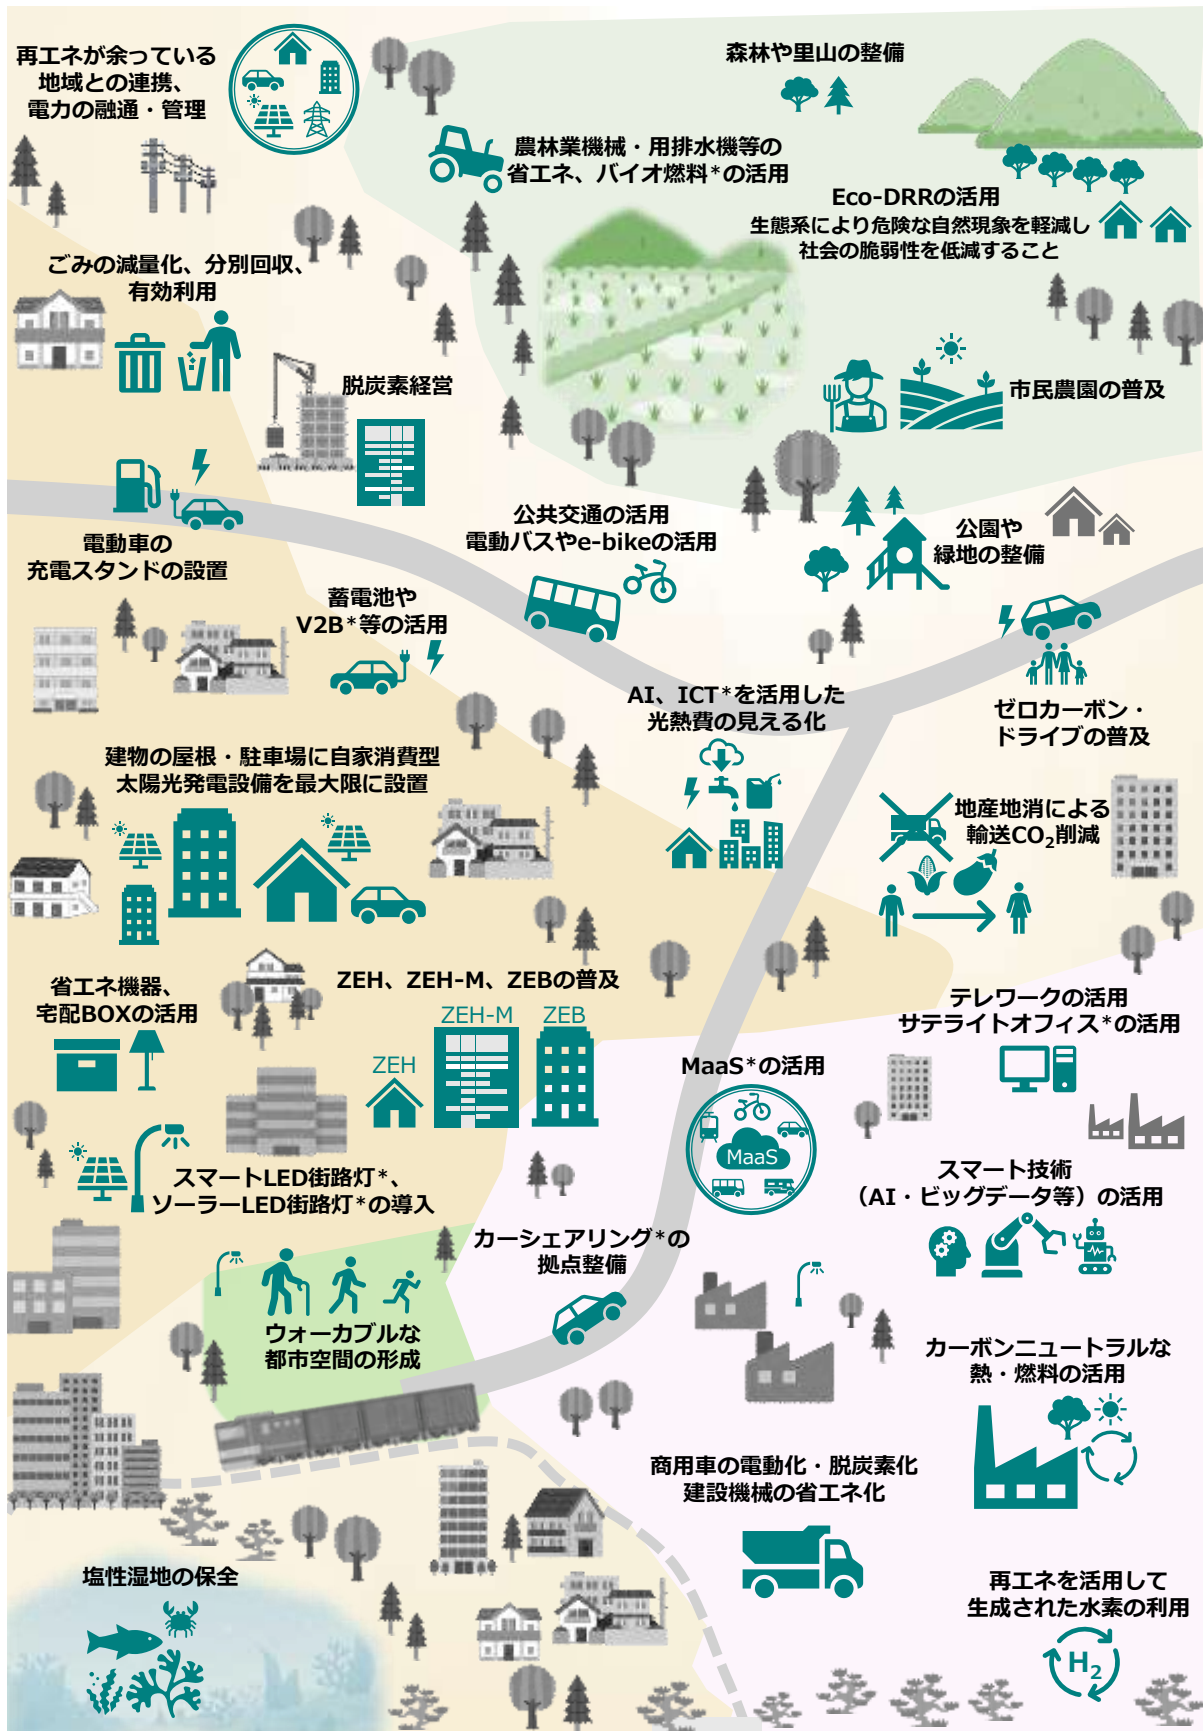 再エネが余っている
地域との連携、
電力の融通・管理
森林や里山の整備
農林業機械・用排水機等の
省エネ、バイオ燃料*の活用
Eco-DRRの活用
生態系により危険な自然現象を軽減し
社会の脆弱性を低減すること
ごみの減量化、分別回収、
有効利用
脱炭素経営
市民農園の普及
電動車の
充電スタンドの設置
公共交通の活用
電動バスやe-bikeの活用
公園や
緑地の整備
蓄電池や
V2B*等の活用
AI、ICT*を活用した
光熱費の見える化
ゼロカーボン・
ドライブの普及
建物の屋根・駐車場に自家消費型
太陽光発電設備を最大限に設置
地産地消による
輸送CO₂削減
省エネ機器、
宅配BOXの活用
ZEH、ZEH-M、ZEBの普及
ZEH-M
ZEB
ZEH
テレワークの活用
サテライトオフィス*の活用
MaaS*の活用
MaaS
スマートLED街路灯*、
ソーラーLED街路灯*の導入
スマート技術
（AI・ビッグデータ等）の活用
カーシェアリング*の
拠点整備
ウォーカブルな
都市空間の形成
カーボンニュートラルな
熱・燃料の活用
商用車の電動化・脱炭素化
建設機械の省エネ化
塩性湿地の保全
再エネを活用して
生成された水素の利用
H₂